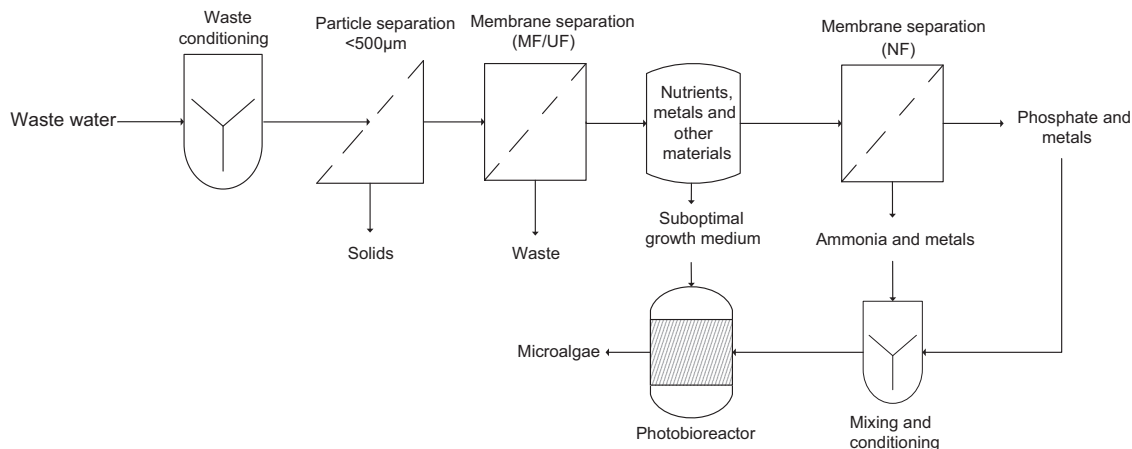 Waste
conditioning
Particle separation
<500µm
Membrane separation
(MF/UF)
Membrane separation
(NF)
Waste water
Nutrients,
metals and
other
materials
Phosphate and
metals
Solids
Waste
Suboptimal
growth medium
Ammonia and metals
Microalgae
Photobioreactor
Mixing and
conditioning